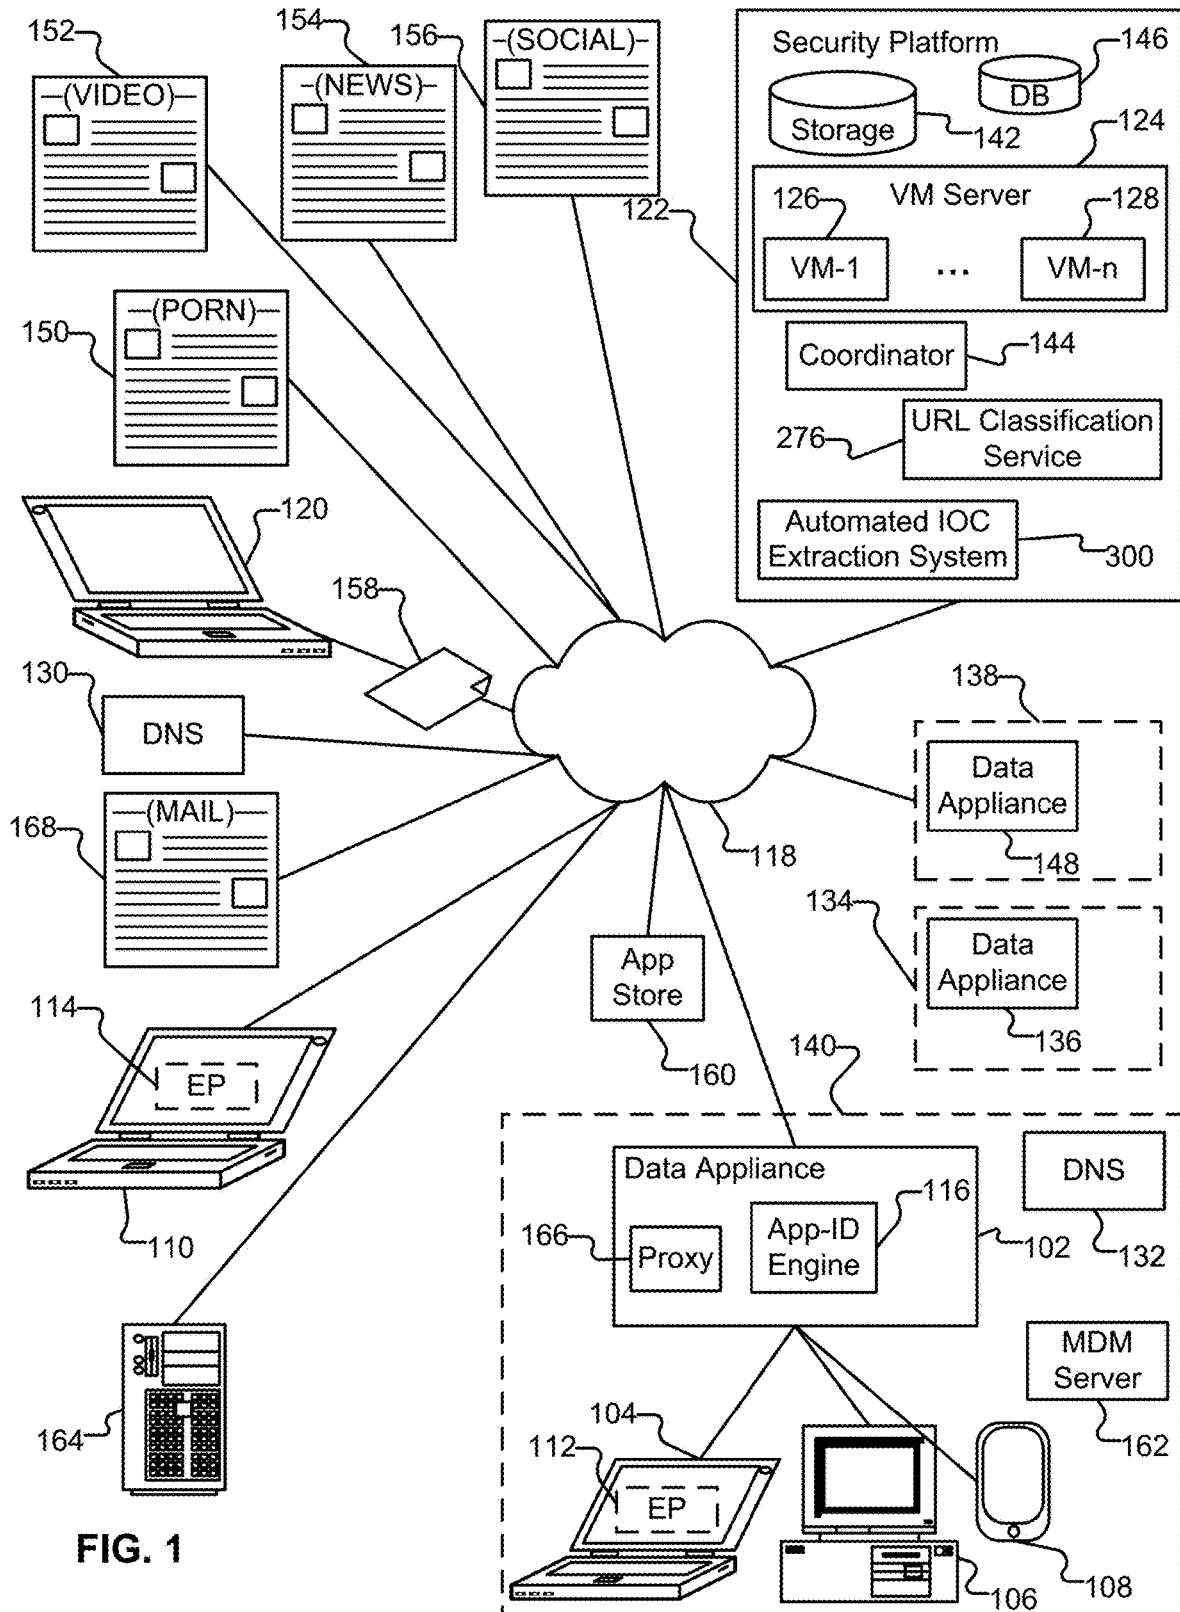 152
154
156
(VIDEO)
(NEWS)
(SOCIAL)
Security Platform
146
DB
Storage
142
124
122
VM Server
126
128
VM-1
...
VM-n
150
(PORN)
Coordinator
144
276
URL Classification
Service
120
Automated IOC
Extraction System
300
158
130
DNS
138
Data
Appliance
148
118
168
(MAIL)
134
Data
Appliance
136
App
Store
160
114
EP
110
140
Data Appliance
166
Proxy
App-ID
Engine
116
102
DNS
132
MDM
Server
162
164
104
112
EP
106
108
FIG. 1